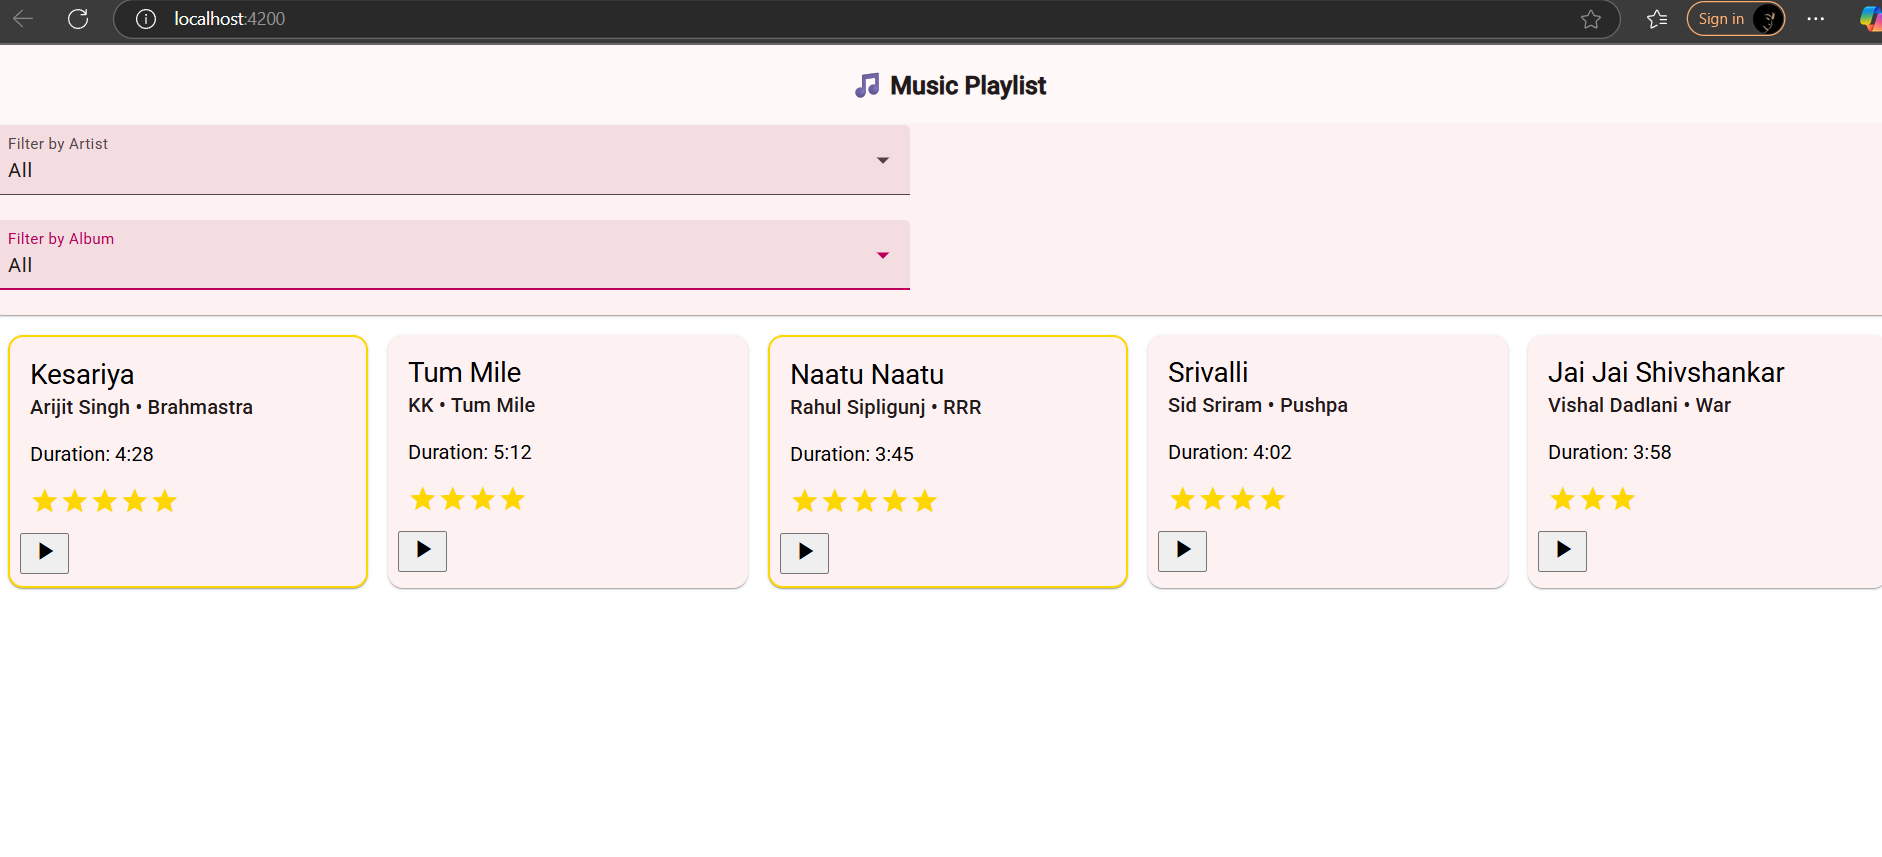 localhost:4200
Sign in
Music Playlist
Filter by Artist
All
Filter by Album
All
Kesariya
Arijit Singh • Brahmastra
Duration: 4:28
Tum Mile
KK • Tum Mile
Duration: 5:12
Naatu Naatu
Rahul Sipligunj • RRR
Duration: 3:45
Srivalli
Sid Sriram • Pushpa
Duration: 4:02
Jai Jai Shivshankar
Vishal Dadlani • War
Duration: 3:58